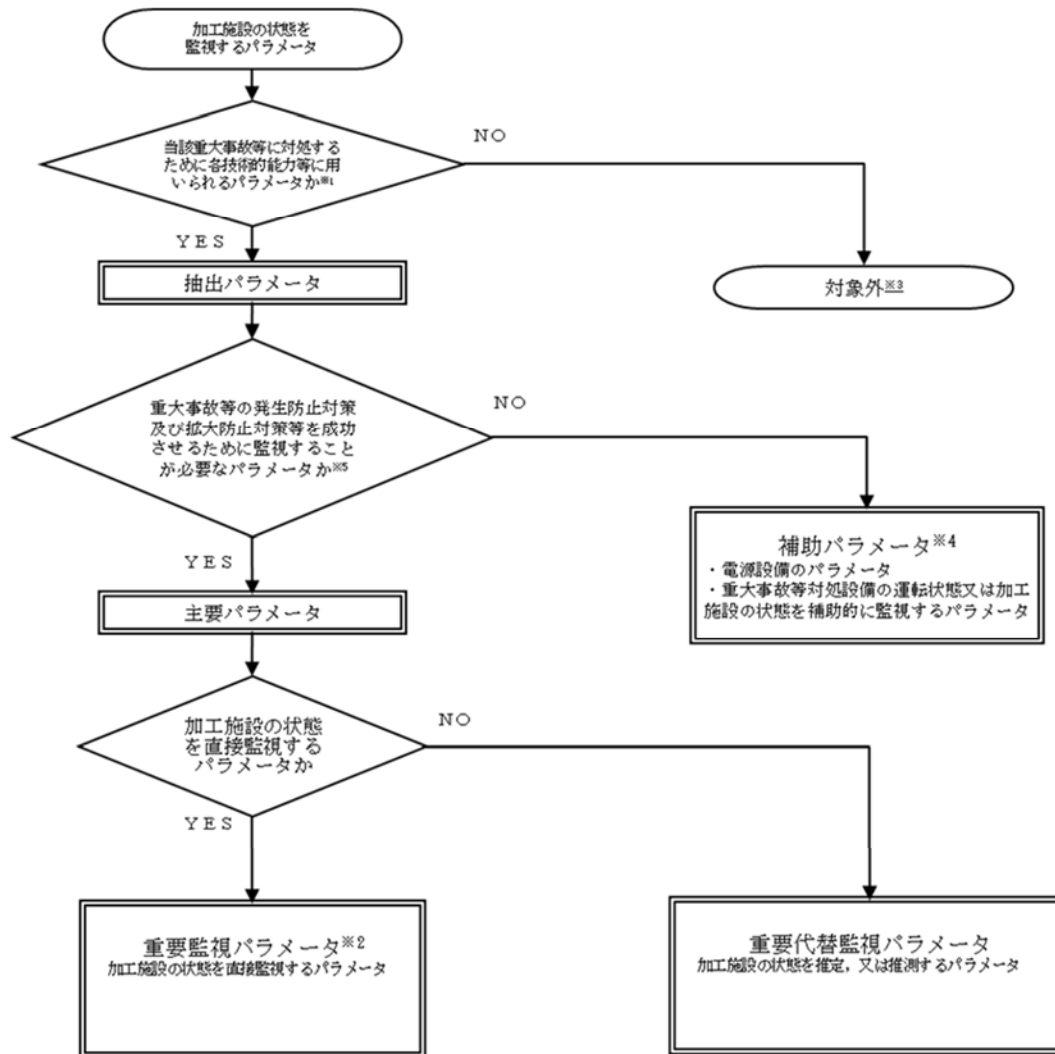 加工施設の状態を
監視するパラメータ
当該重大事故等に対処する
ために各技術的能力等に用
いられるパラメータか※1
NO
YES
抽出パラメータ
対象外※3
重大事故等の発生防止対策
及び拡大防止対策等を成功
させるために監視すること
が必要なパラメータか※5
NO
YES
補助パラメータ※4
・電源設備のパラメータ
・重大事故等対処設備の運転状態又は加工
施設の状態を補助的に監視するパラメータ
主要パラメータ
加工施設の状態
を直接監視する
パラメータか
NO
YES
重要監視パラメータ※2
加工施設の状態を直接監視するパラメータ
重要代替監視パラメータ
加工施設の状態を推定，又は推測するパラメータ